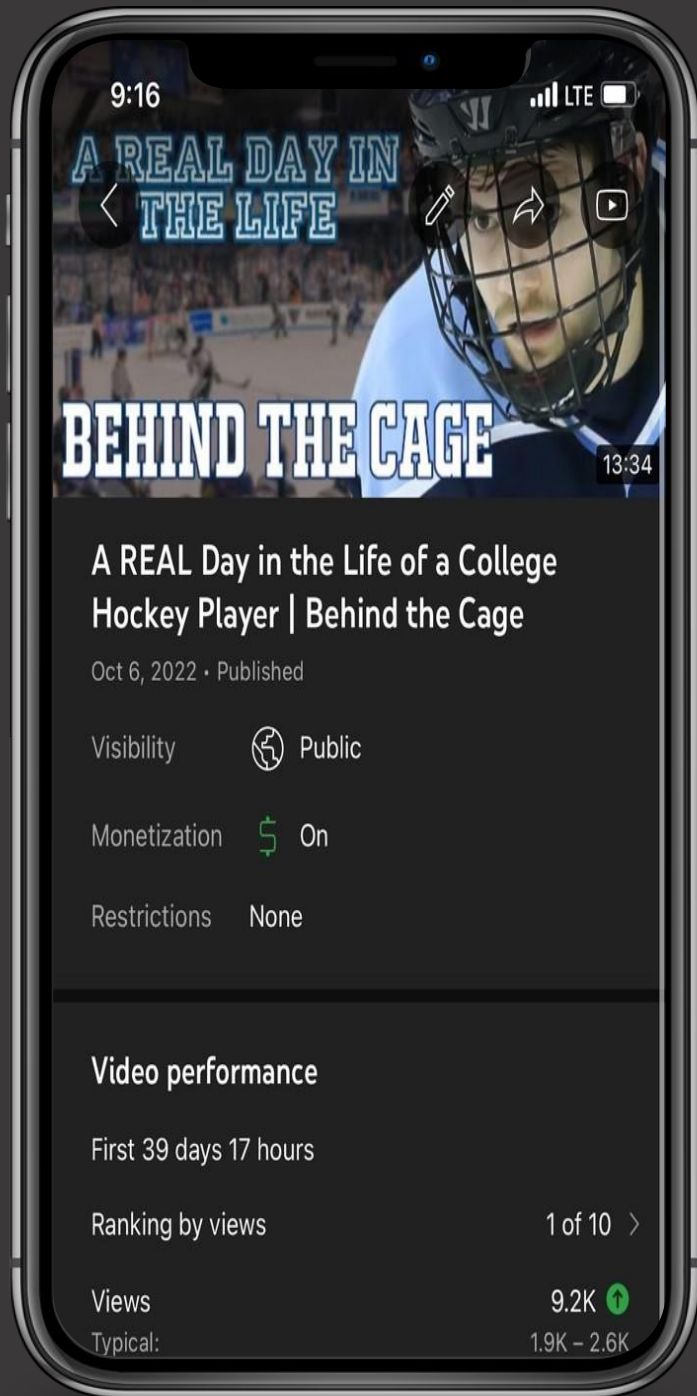 9:16
LTE
A REAL DAY IN
THE LIFE
BEHIND THE CAGE
13:34
A REAL Day in the Life of a College
Hockey Player | Behind the Cage
Oct 6, 2022 • Published
Visibility Public
Monetization $ On
Restrictions None
Video performance
First 39 days 17 hours
Ranking by views 1 of 10 >
Views 9.2K
Typical: 1.9K – 2.6K